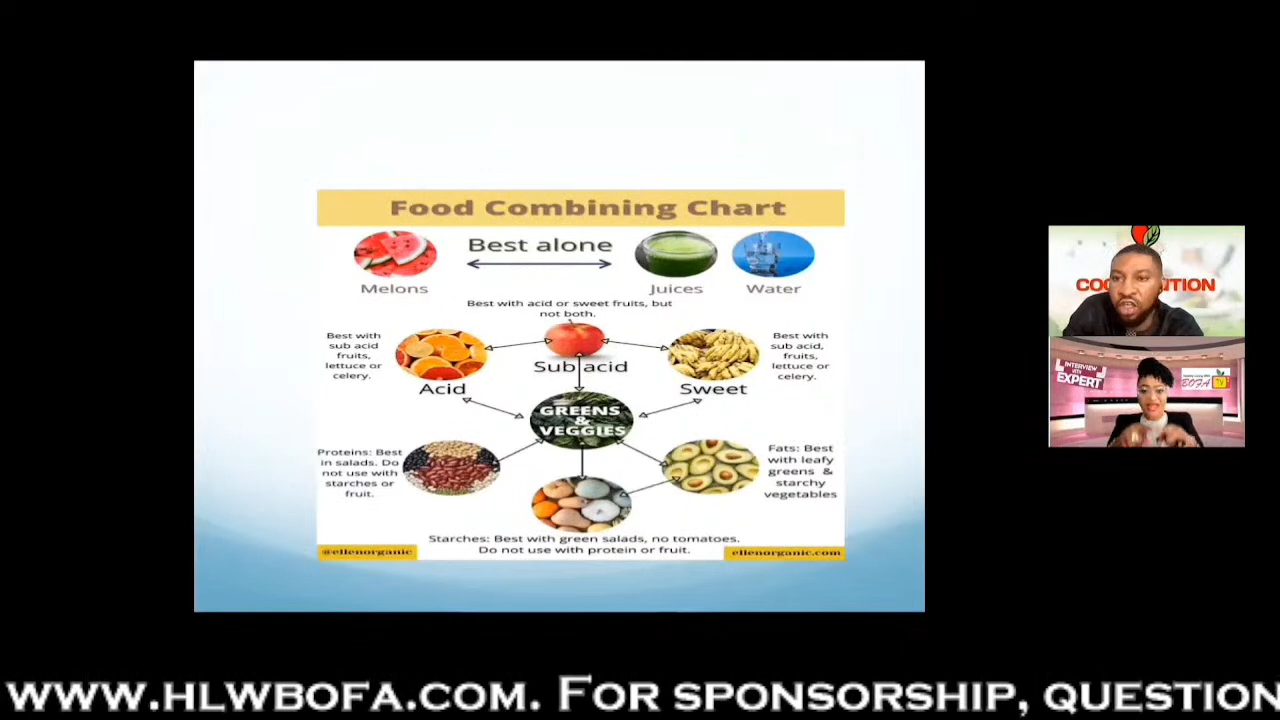 Food Combining Chart
Best alone
Melons
Juices
Water
Best with acid or sweet fruits, but
not both.
Best with
sub acid
fruits,
lettuce or
celery.
Best with
sub acid,
fruits,
lettuce or
celery.
Acid
Sub acid
Sweet
GREENS
&
VEGGIES
Proteins: Best
in salads. Do
not use with
starches or
fruit.
Fats: Best
with leafy
greens &
starchy
vegetables
Starches: Best with green salads, no tomatoes.
Do not use with protein or fruit.
@ellenorganic
ellenorganic.com
INTERVIEW
EXPERT
BOFA
TV
WWW.HLWBOFA.COM. FOR SPONSORSHIP, QUESTION